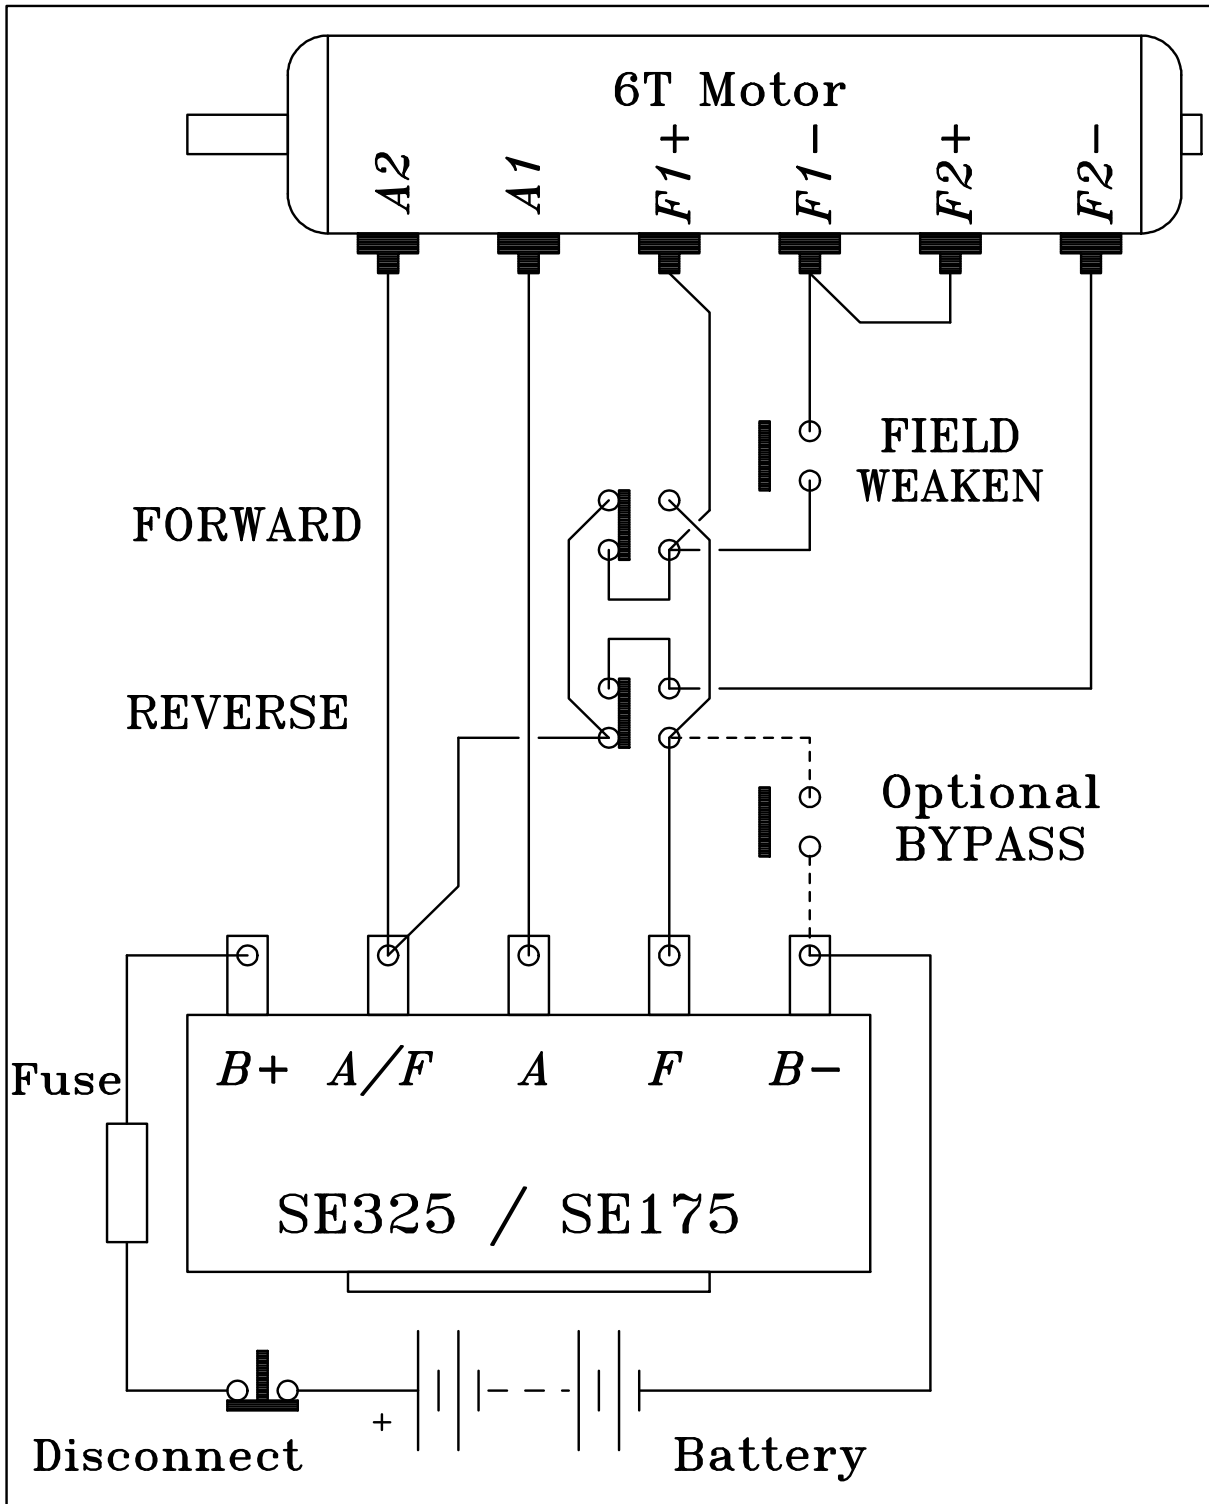 6T Motor
A2
A1
F1+
F1-
F2+
F2-
FIELD
WEAKEN
FORWARD
REVERSE
Optional
BYPASS
B+
A/F
A
F
B-
Fuse
SE325 / SE175
+
Disconnect
Battery